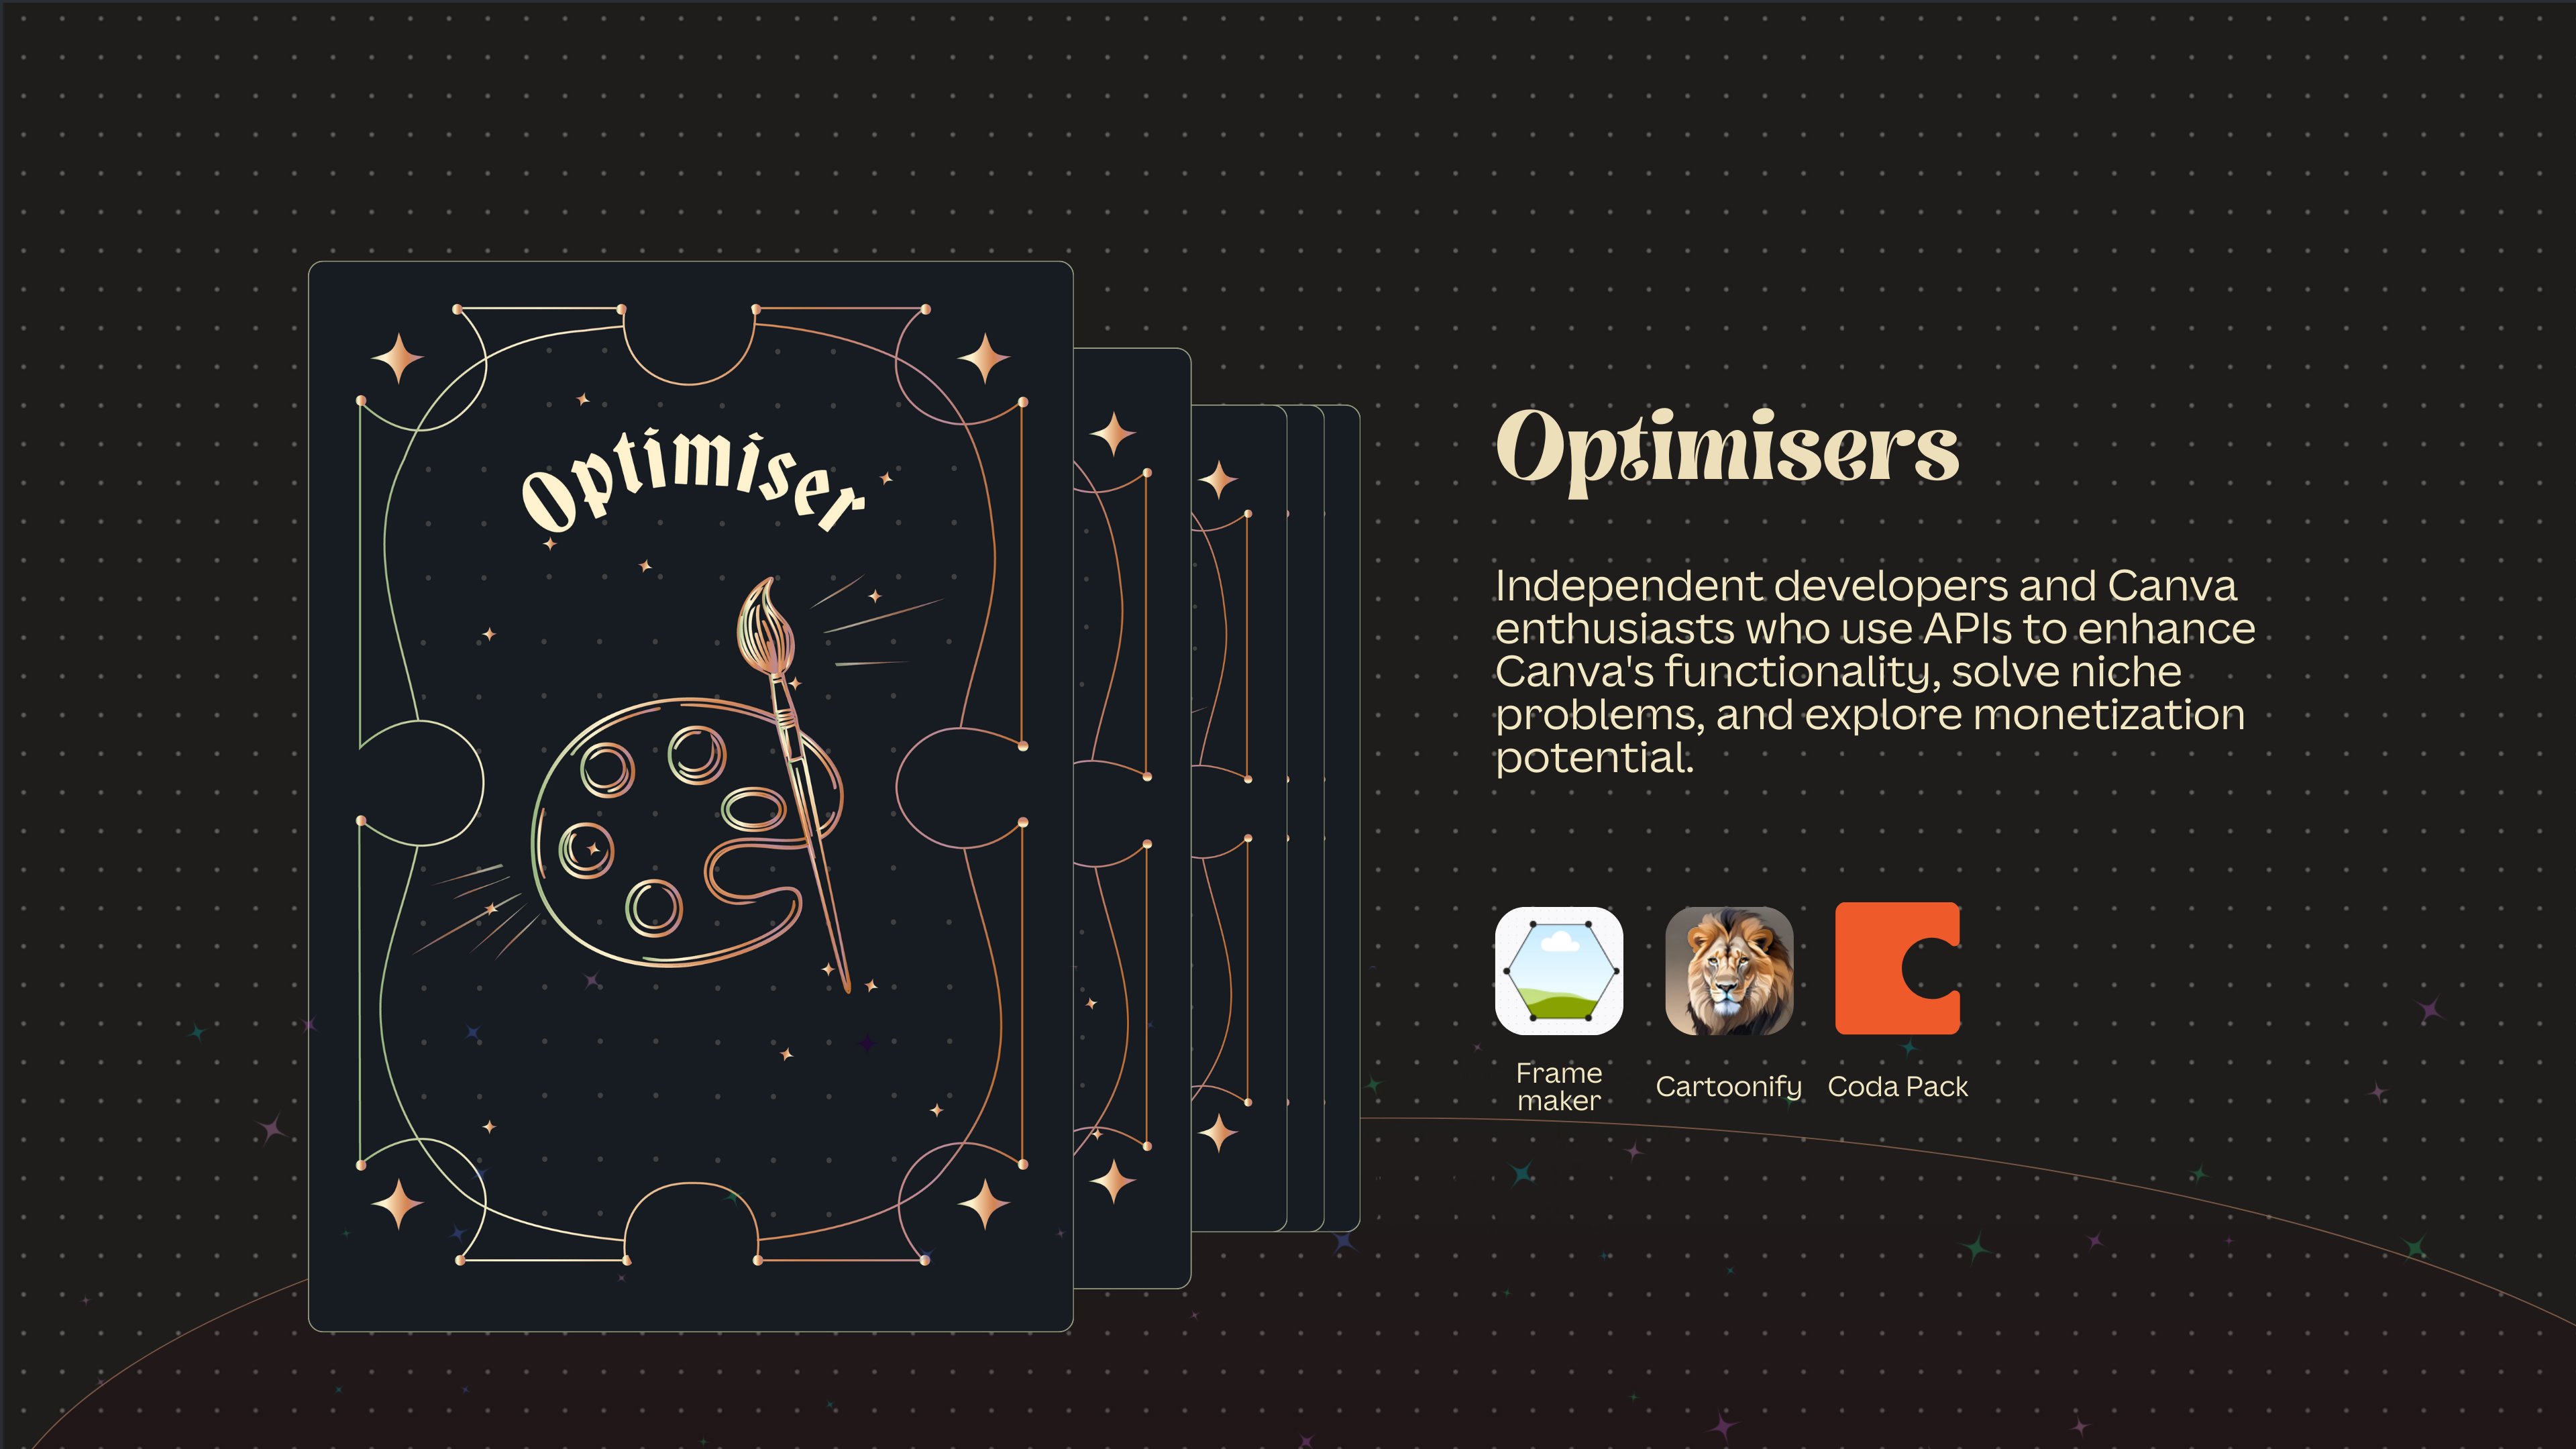 Optimiser
Optimisers
Independent developers and Canva
enthusiasts who use APIs to enhance
Canva's functionality, solve niche
problems, and explore monetization
potential.
Frame
maker
Cartoonify
Coda Pack